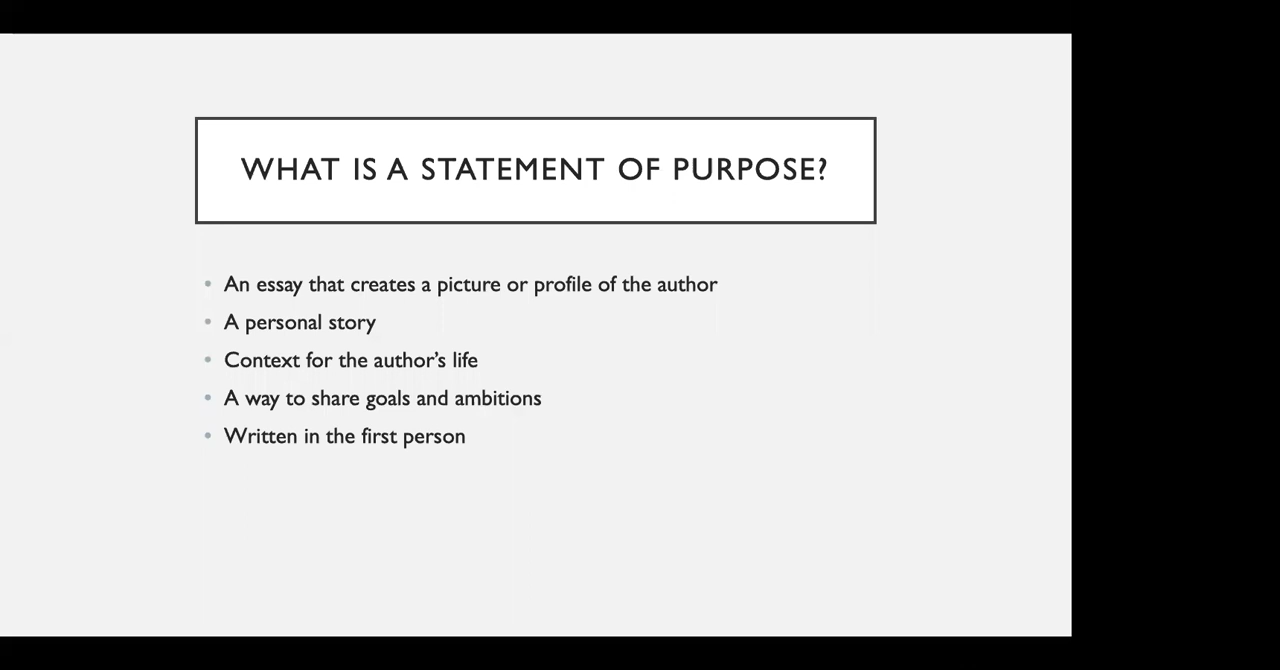 WHAT IS A STATEMENT OF PURPOSE?
• An essay that creates a picture or profile of the author
• A personal story
• Context for the author’s life
• A way to share goals and ambitions
• Written in the first person